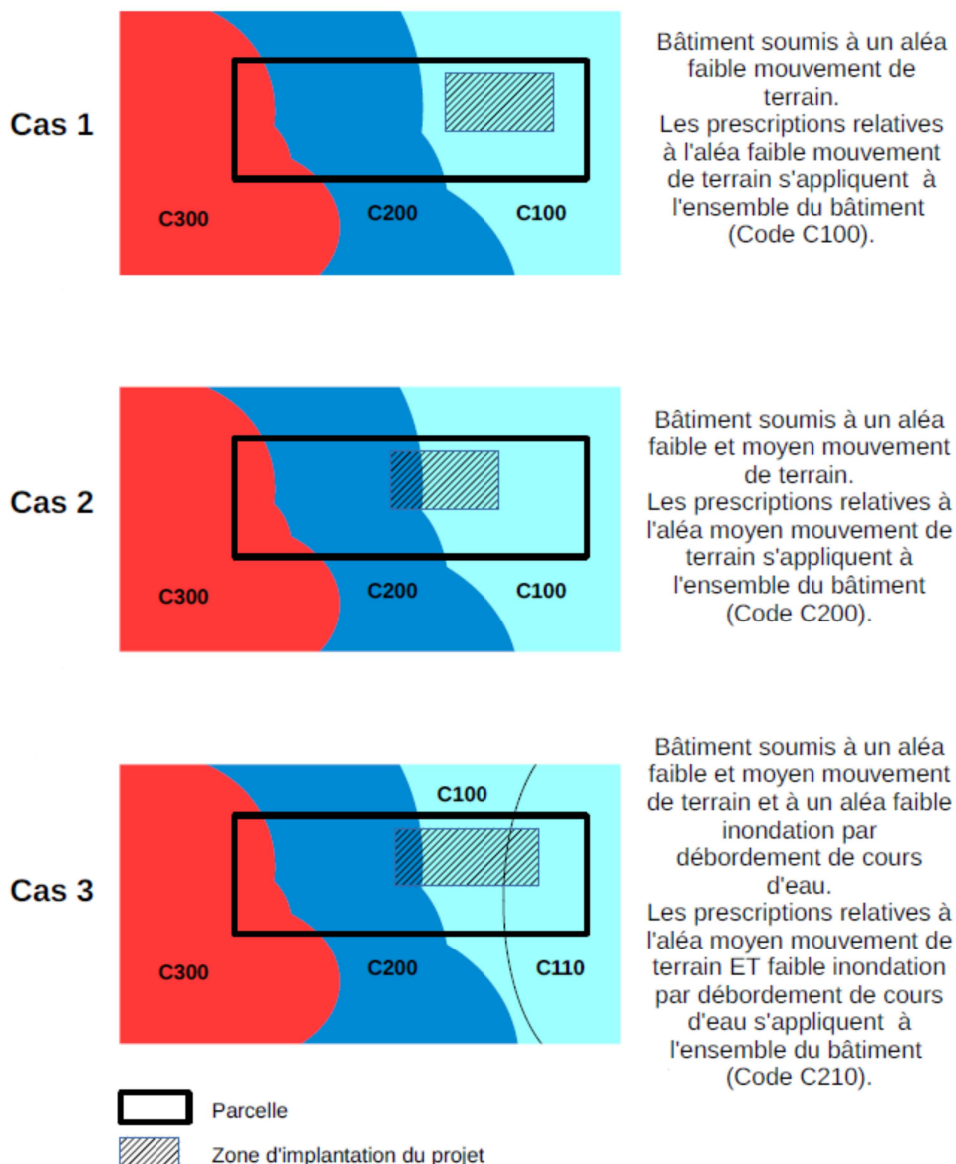 Cas 1
C300
C200
C100
Bâtiment soumis à un aléa
faible mouvement de
terrain.
Les prescriptions relatives
à l'aléa faible mouvement
de terrain s'appliquent à
l'ensemble du bâtiment
(Code C100).
Cas 2
C300
C200
C100
Bâtiment soumis à un aléa
faible et moyen mouvement
de terrain.
Les prescriptions relatives à
l'aléa moyen mouvement de
terrain s'appliquent à
l'ensemble du bâtiment
(Code C200).
Cas 3
C100
C300
C200
C110
Bâtiment soumis à un aléa
faible et moyen mouvement
de terrain et à un aléa faible
inondation par
débordement de cours
d'eau.
Les prescriptions relatives à
l'aléa moyen mouvement de
terrain ET faible inondation
par débordement de cours
d'eau s'appliquent à
l'ensemble du bâtiment
(Code C210).
Parcelle
Zone d'implantation du projet